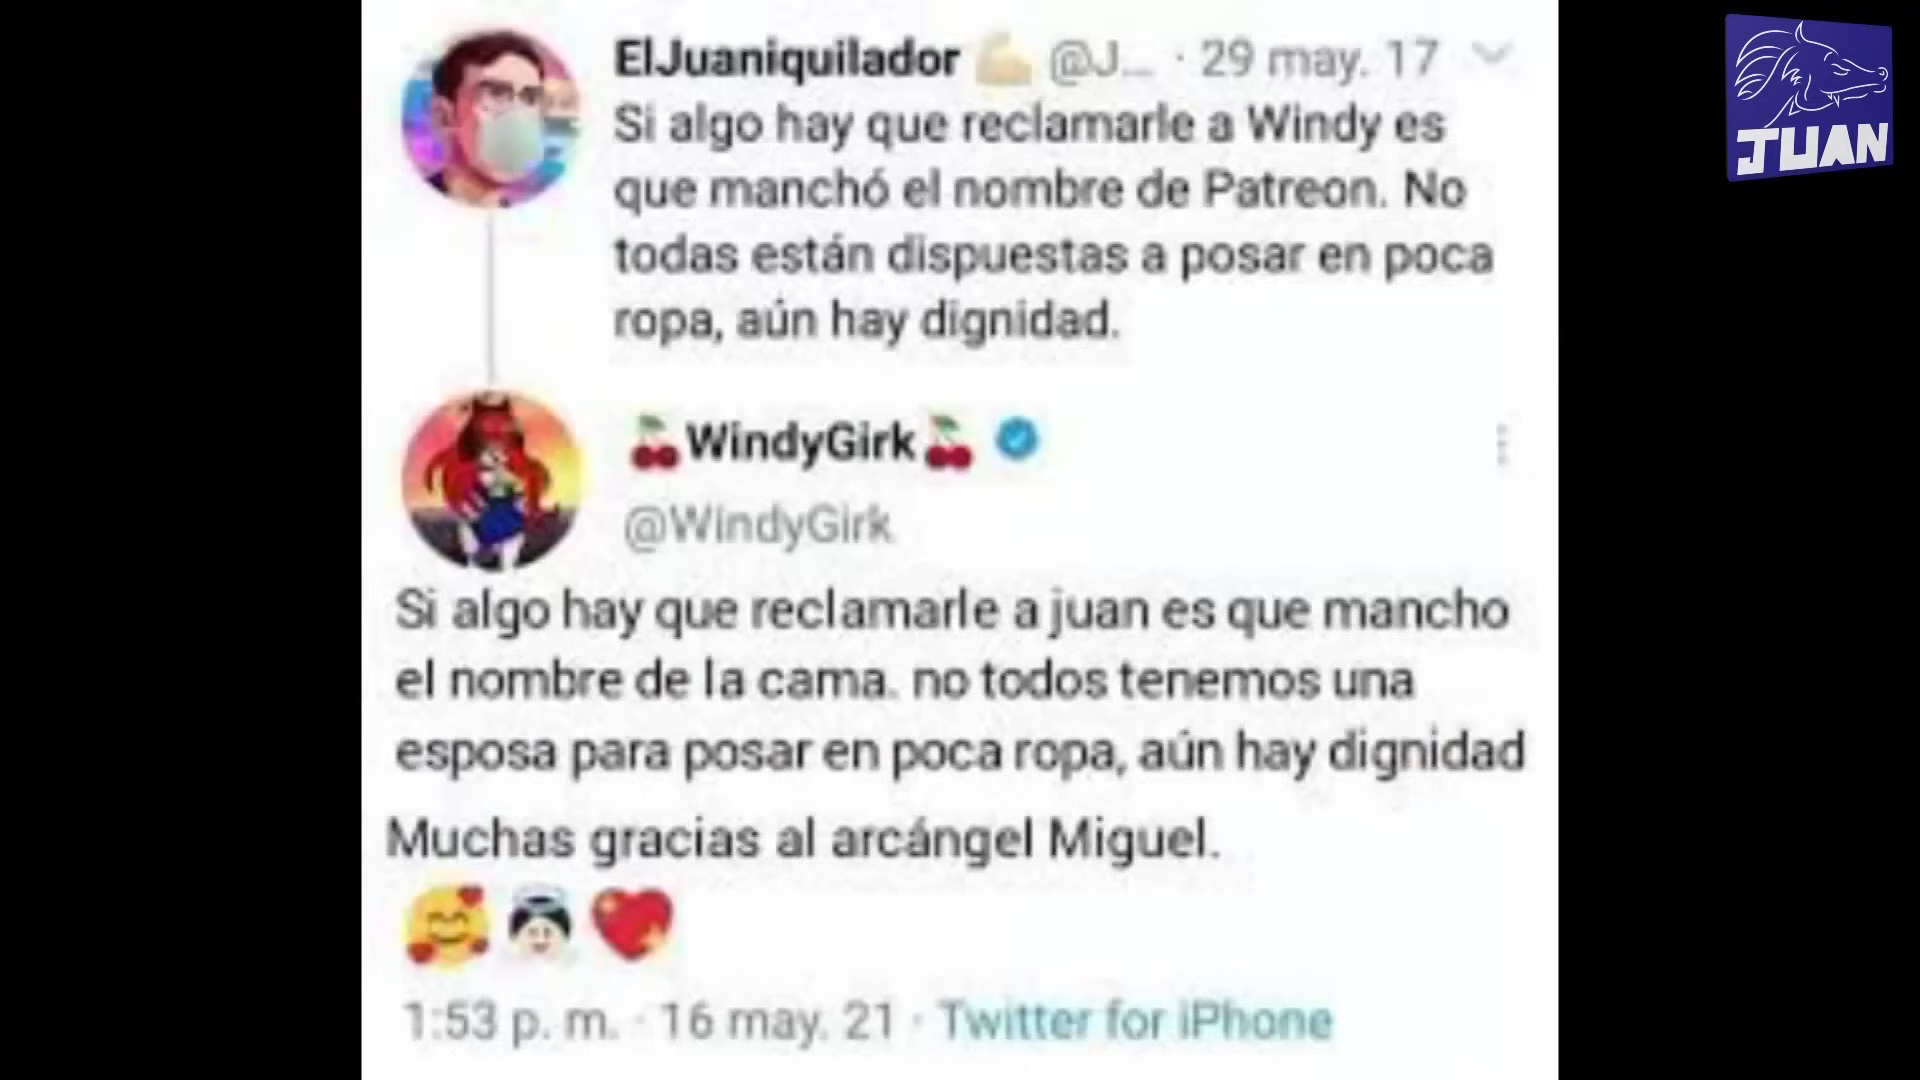 ElJuaniquilador 💪🏻 @J... · 29 may. 17
Si algo hay que reclamarle a Windy es
que manchó el nombre de Patreon. No
todas están dispuestas a posar en poca
ropa, aún hay dignidad.
🍒WindyGirk🍒
@WindyGirk
Si algo hay que reclamarle a juan es que mancho
el nombre de la cama. no todos tenemos una
esposa para posar en poca ropa, aún hay dignidad
Muchas gracias al arcángel Miguel.
🥰👼🏻💖
1:53 p. m. · 16 may. 21 · Twitter for iPhone
JUAN